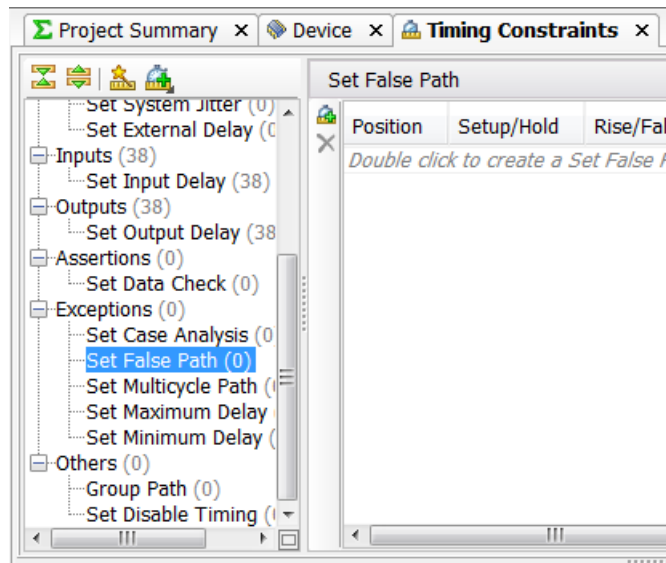 Σ Project Summary × Device × Timing Constraints ×
Set False Path
Set System Jitter (0)
Set External Delay (0
Inputs (38)
Set Input Delay (38)
Outputs (38)
Set Output Delay (38
Assertions (0)
Set Data Check (0)
Exceptions (0)
Set Case Analysis (0
Set False Path (0)
Set Multicycle Path (
Set Maximum Delay
Set Minimum Delay (
Others (0)
Group Path (0)
Set Disable Timing (
Position Setup/Hold Rise/Fal
Double click to create a Set False P